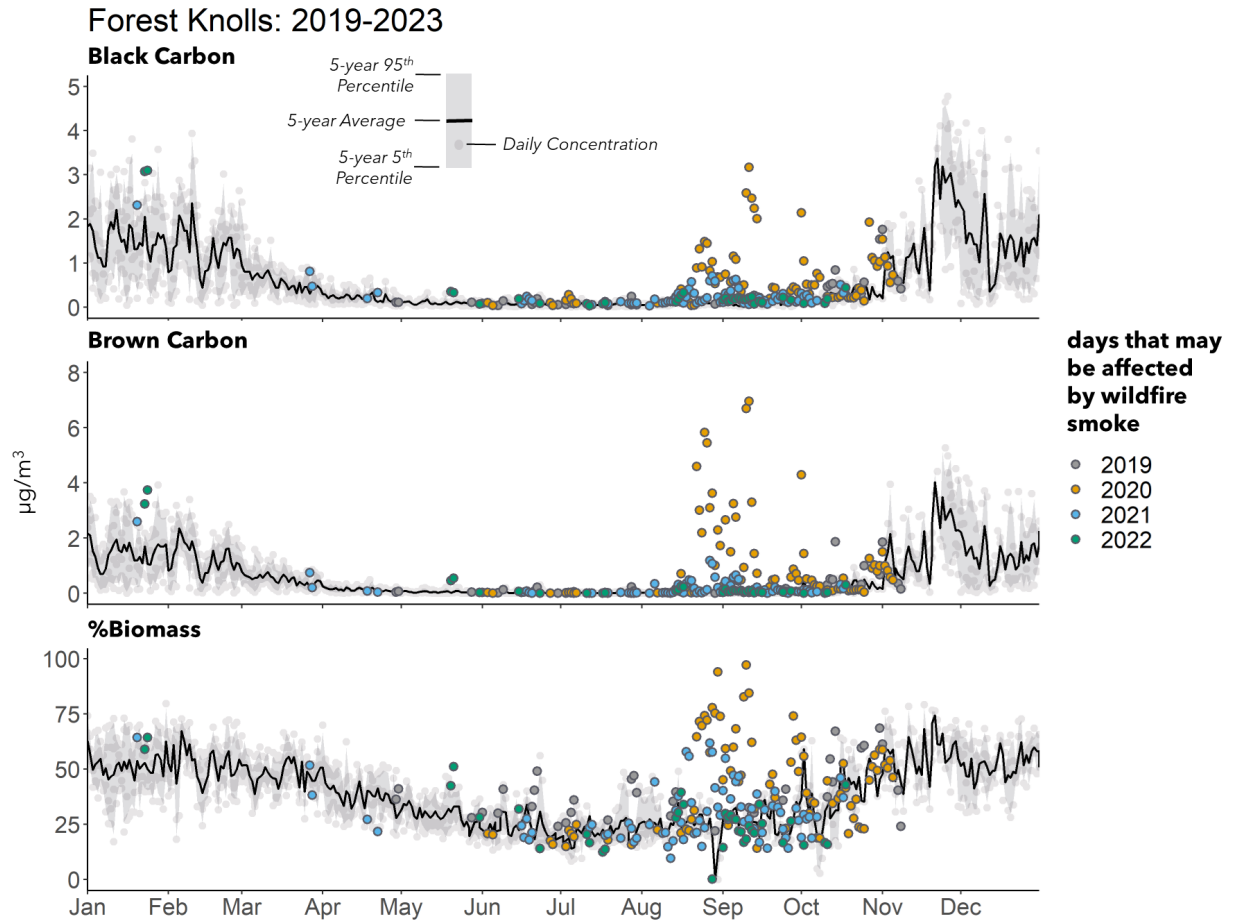 Forest Knolls: 2019-2023
Black Carbon
5-year 95th
Percentile
5-year Average
Daily Concentration
5-year 5th
Percentile
5
4
3
2
1
0
Brown Carbon
8
6
4
2
0
µg/m³
days that may
be affected
by wildfire
smoke
2019
2020
2021
2022
%Biomass
100
75
50
25
0
Jan Feb Mar Apr May Jun Jul Aug Sep Oct Nov Dec